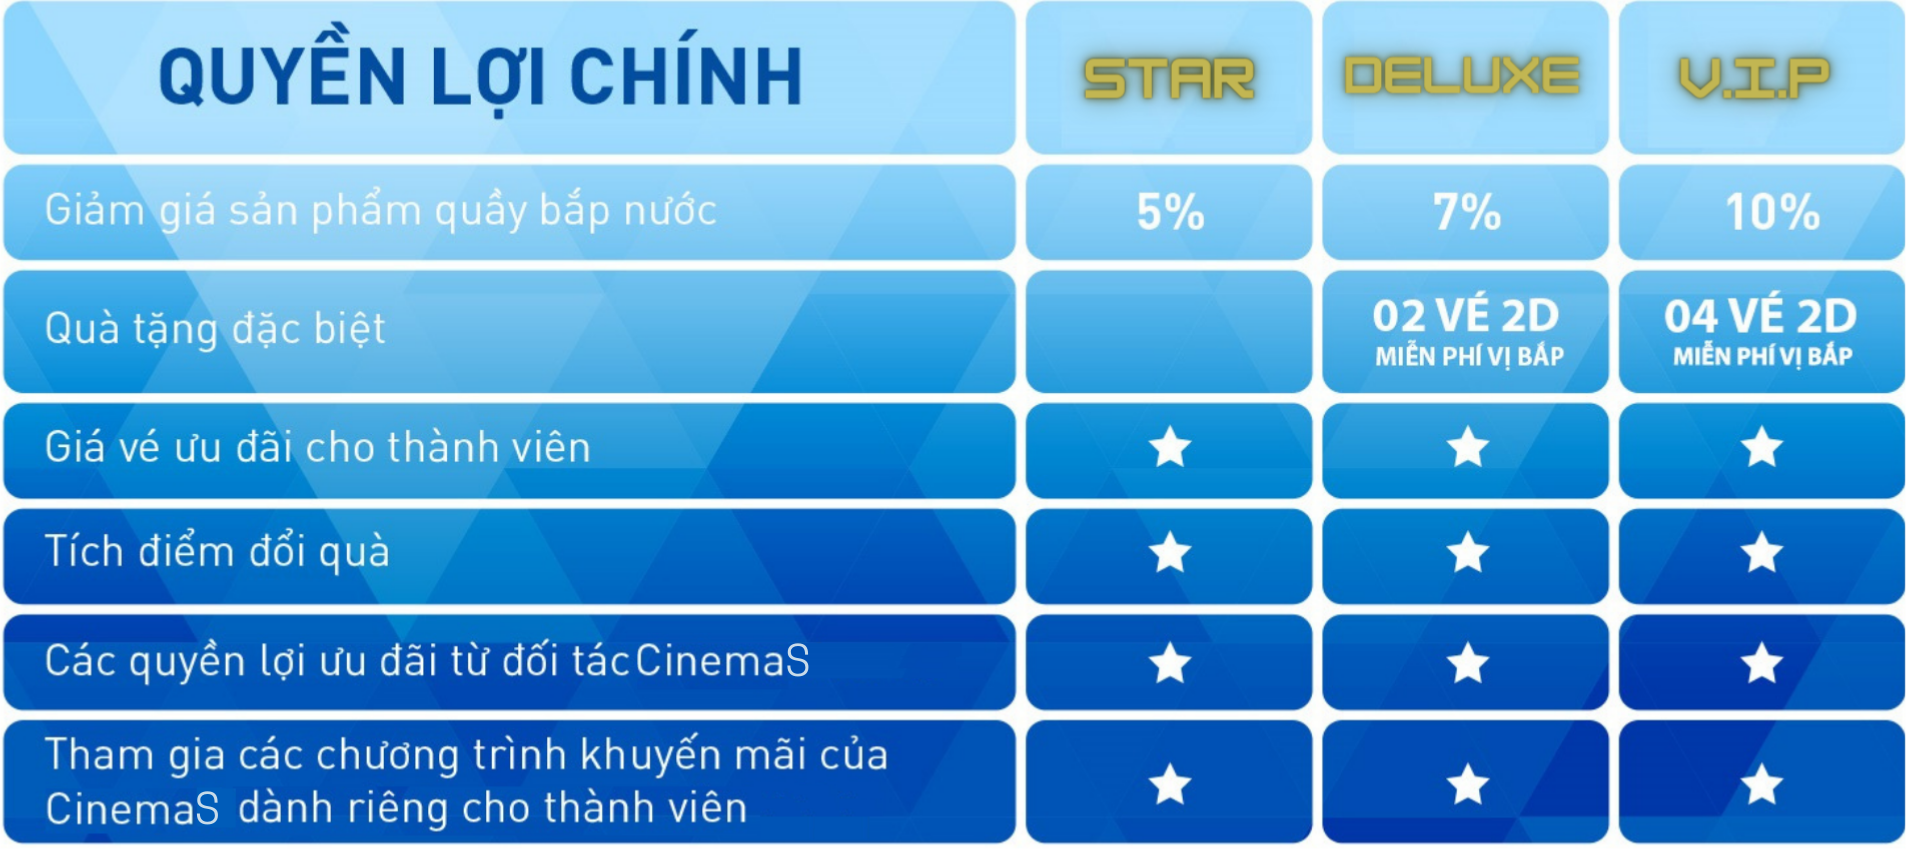 QUYỀN LỢI CHÍNH STAR DELUXE V.I.P
Giảm giá sản phẩm quầy bắp nước 5% 7% 10%
Quà tặng đặc biệt 02 VÉ 2D 04 VÉ 2D
MIỄN PHÍ VỊ BẮP MIỄN PHÍ VỊ BẮP
Giá vé ưu đãi cho thành viên
Tích điểm đổi quà
Các quyền lợi ưu đãi từ đối tác CinemaS
Tham gia các chương trình khuyến mãi của
CinemaS dành riêng cho thành viên